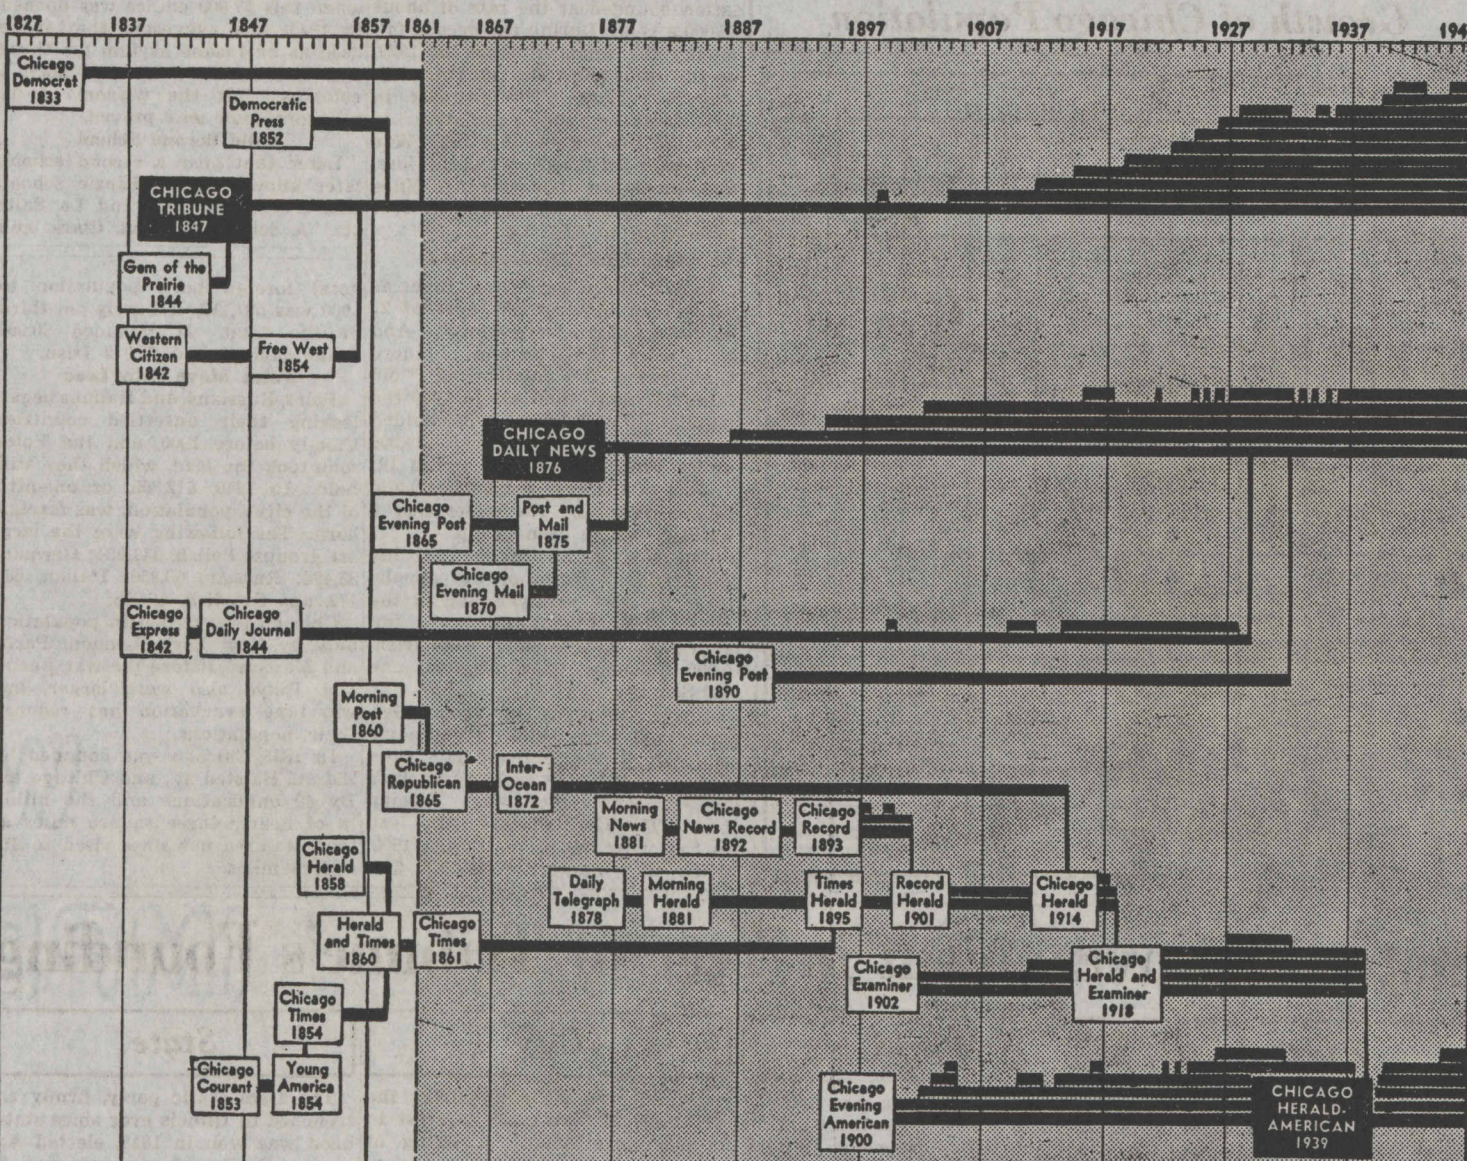 1827 1837 1847 1857 1861 1867 1877 1887 1897 1907 1917 1927 1937 194
Chicago
Democrat
1833
Democratic
Press
1852
CHICAGO
TRIBUNE
1847
Gem of the
Prairie
1844
Western
Citizen
1842
Free West
1854
CHICAGO
DAILY NEWS
1876
Chicago
Evening Post
1865
Post and
Mail
1875
Chicago
Evening Mail
1870
Chicago
Express
1842
Chicago
Daily Journal
1844
Chicago
Evening Post
1890
Morning
Post
1860
Chicago
Republican
1865
Inter-
Ocean
1872
Morning
News
1881
Chicago
News Record
1892
Chicago
Record
1893
Chicago
Herald
1858
Daily
Telegraph
1878
Morning
Herald
1881
Times
Herald
1895
Record
Herald
1901
Chicago
Herald
1914
Herald
and Times
1860
Chicago
Times
1861
Chicago
Examiner
1902
Chicago
Herald and
Examiner
1918
Chicago
Times
1854
Chicago
Courant
1853
Young
America
1854
Chicago
Evening
American
1900
CHICAGO
HERALD-
AMERICAN
1939